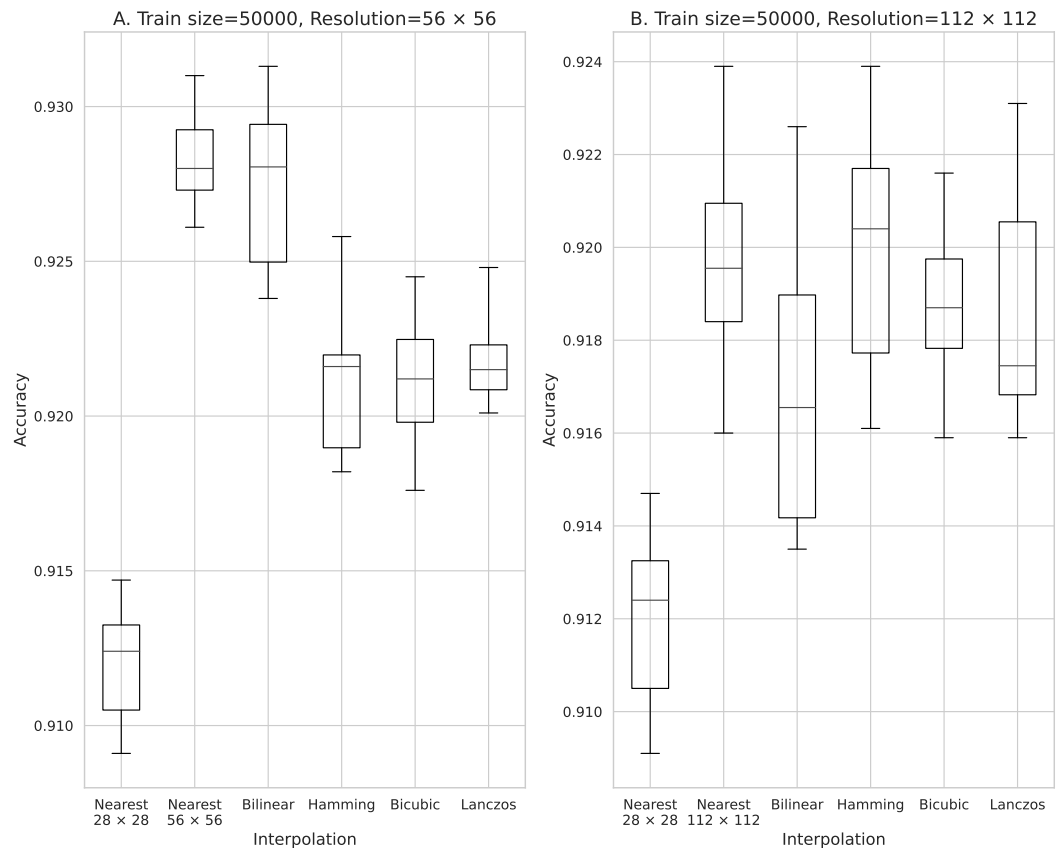 A. Train size=50000, Resolution=56 × 56
0.930
0.925
0.920
0.915
0.910
Accuracy
Nearest
28 × 28
Nearest
56 × 56
Bilinear
Hamming
Bicubic
Lanczos
Interpolation
B. Train size=50000, Resolution=112 × 112
0.924
0.922
0.920
0.918
0.916
0.914
0.912
0.910
Accuracy
Nearest
28 × 28
Nearest
112 × 112
Bilinear
Hamming
Bicubic
Lanczos
Interpolation